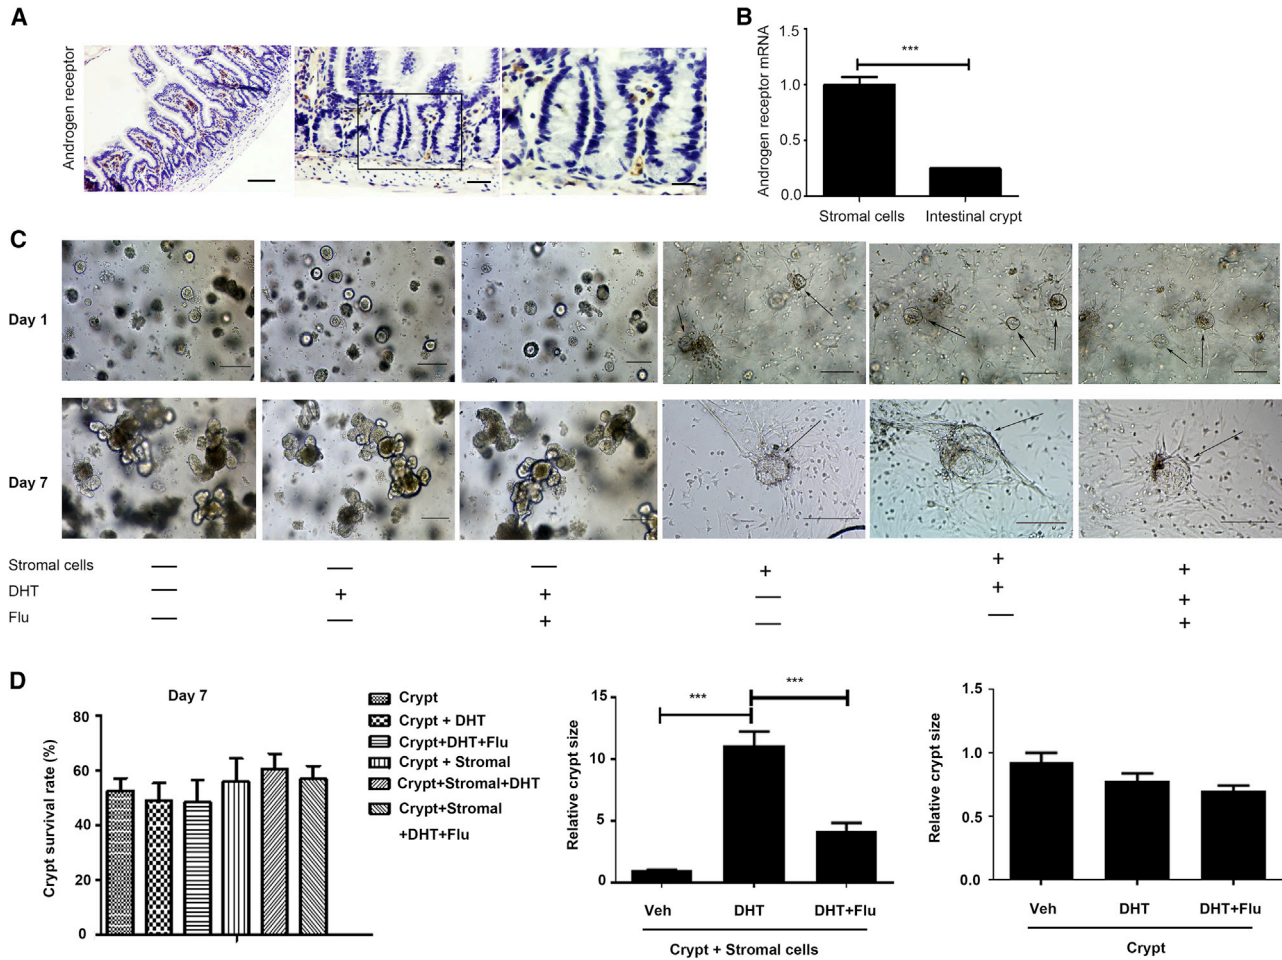 A
Androgen receptor
B
Androgen receptor mRNA
1.5
1.0
0.5
0.0
***
Stromal cells
Intestinal crypt
C
Day 1
Day 7
Stromal cells — — — + + +
DHT — + + — + +
Flu — — + — — +
D
Day 7
Crypt survival rate (%)
80
60
40
20
0
Crypt
Crypt + DHT
Crypt+DHT+Flu
Crypt + Stromal
Crypt+Stromal+DHT
Crypt+Stromal
+DHT+Flu
Relative crypt size
15
10
5
0
***
***
Veh
DHT
DHT+Flu
Crypt + Stromal cells
Relative crypt size
1.5
1.0
0.5
0.0
Veh
DHT
DHT+Flu
Crypt